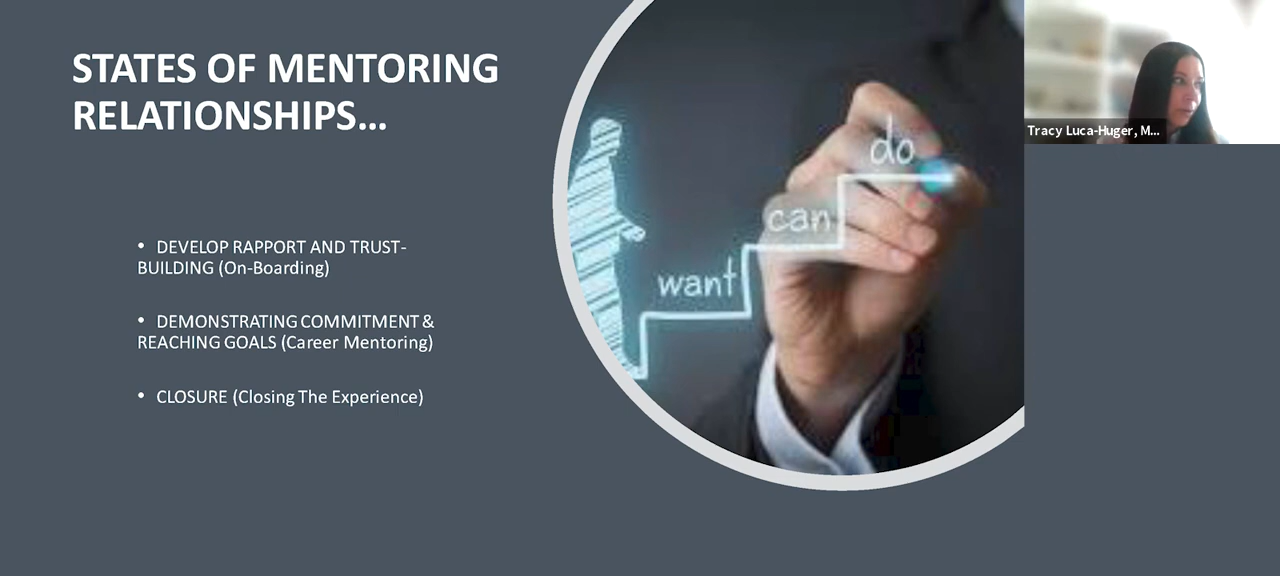 STATES OF MENTORING
RELATIONSHIPS...
• DEVELOP RAPPORT AND TRUST-
BUILDING (On-Boarding)
• DEMONSTRATING COMMITMENT &
REACHING GOALS (Career Mentoring)
• CLOSURE (Closing The Experience)
do
can
want
Tracy Luca-Huger, M...